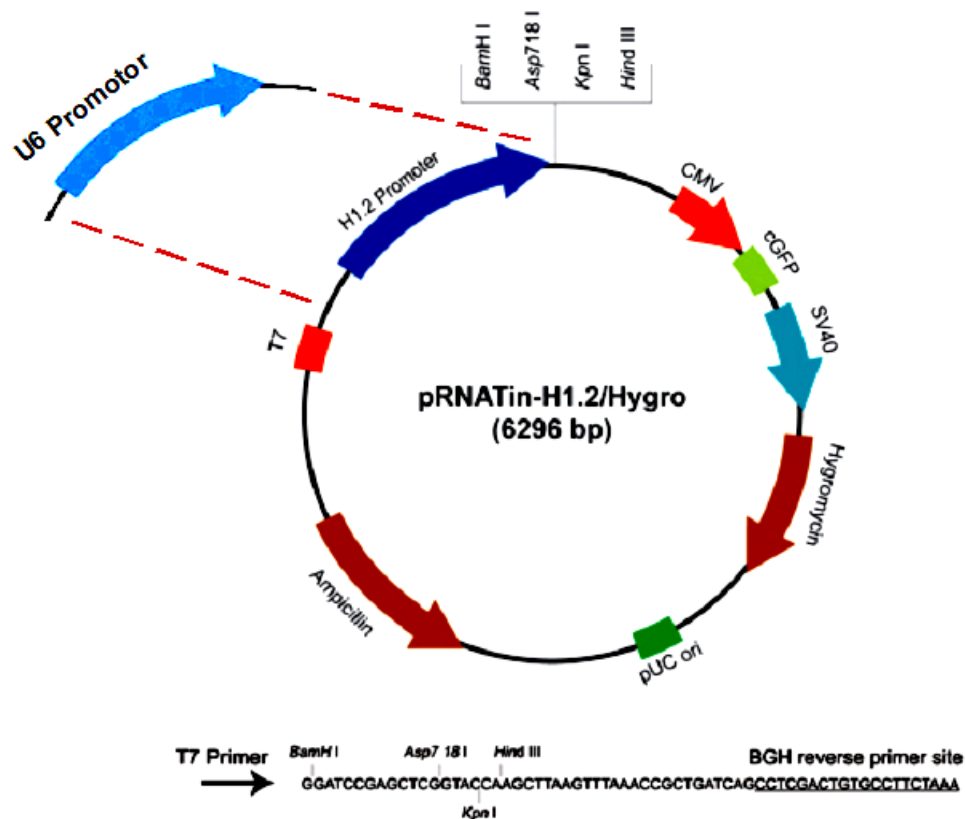 U6 Promotor
BamH I
Asp718 I
Kpn I
Hind III
H1.2 Promoter
CMV
cGFP
SV40
T7
pRNATin-H1.2/Hygro
(6296 bp)
Hygromycin
Ampicillin
pUC ori
T7 Primer
BamH I
Asp7 18 I
Hind III
BGH reverse primer site
GGATCCGAGCTCGGTACCAAGCTTAAGTTTAAACCGCTGATCAGCCTCGACTGTGCCTTCTAAA
Kpn I